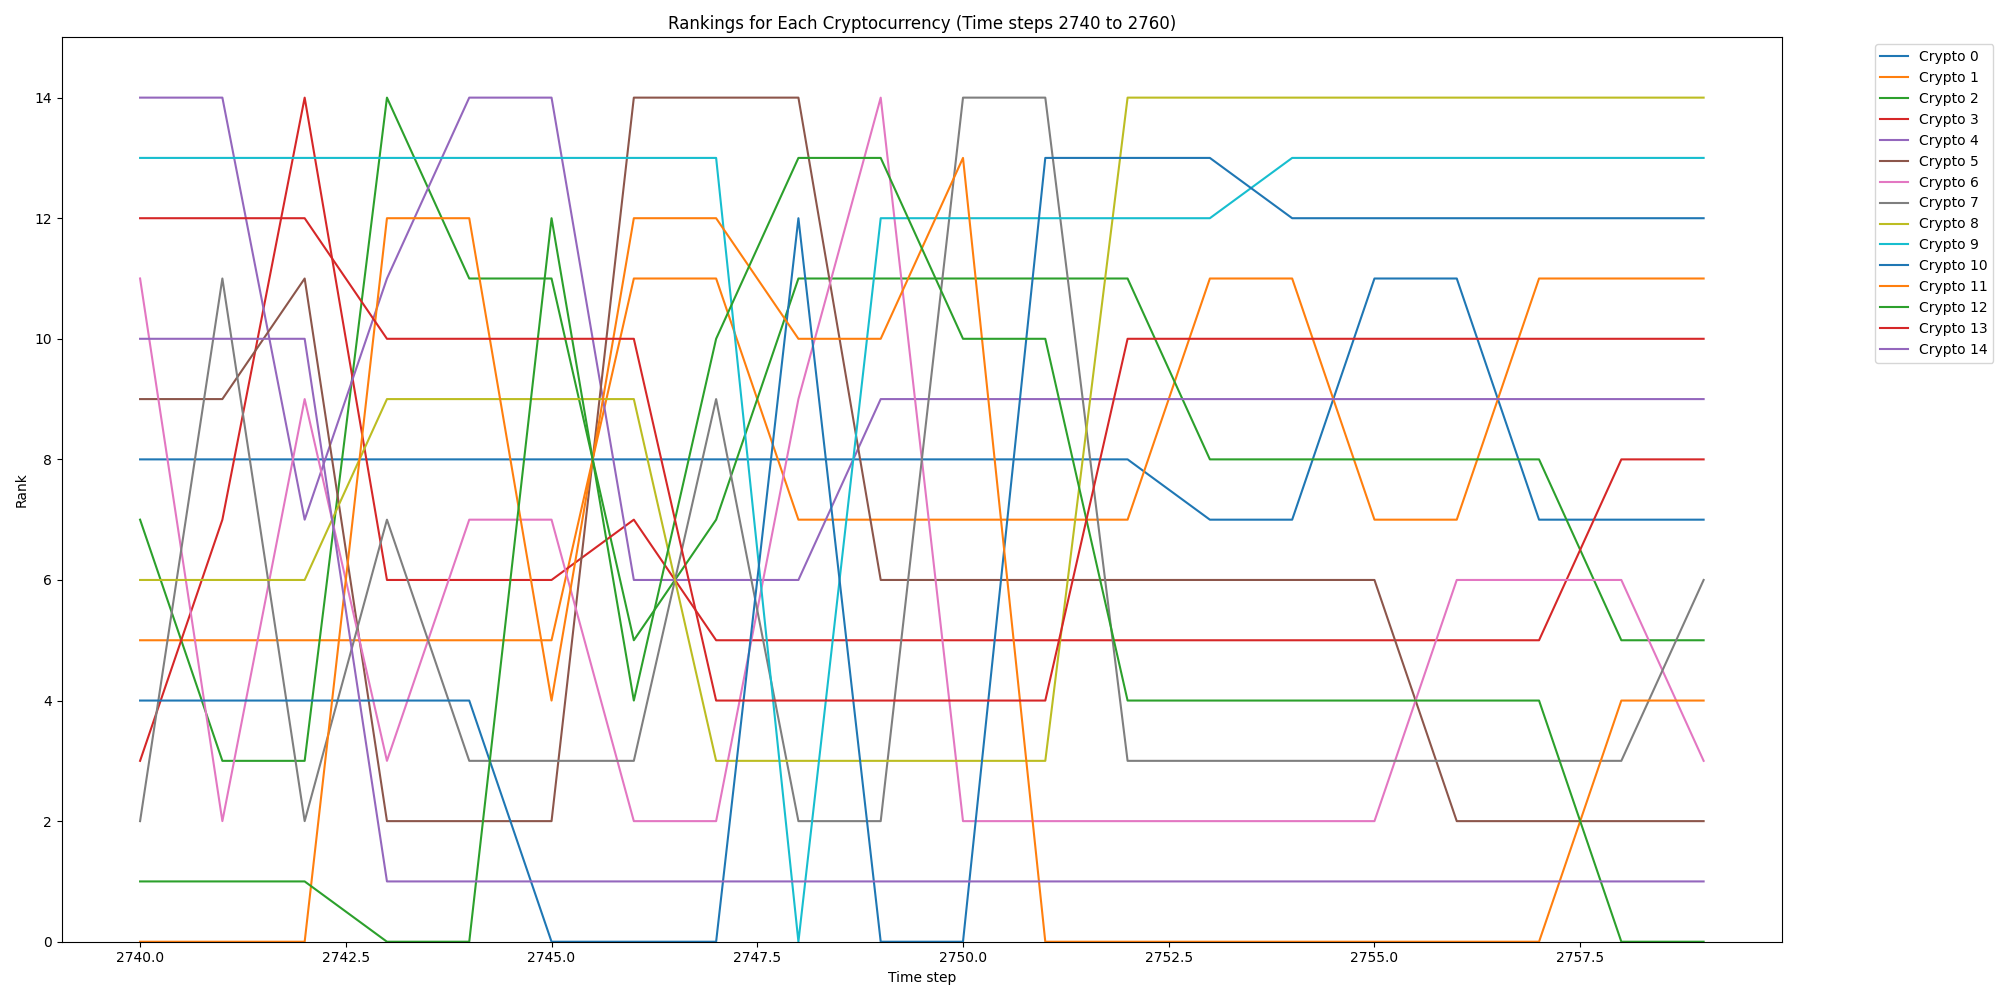 Rankings for Each Cryptocurrency (Time steps 2740 to 2760)
Rank
14
12
10
8
6
4
2
0
2740.0
2742.5
2745.0
2747.5
2750.0
2752.5
2755.0
2757.5
Time step
Crypto 0
Crypto 1
Crypto 2
Crypto 3
Crypto 4
Crypto 5
Crypto 6
Crypto 7
Crypto 8
Crypto 9
Crypto 10
Crypto 11
Crypto 12
Crypto 13
Crypto 14